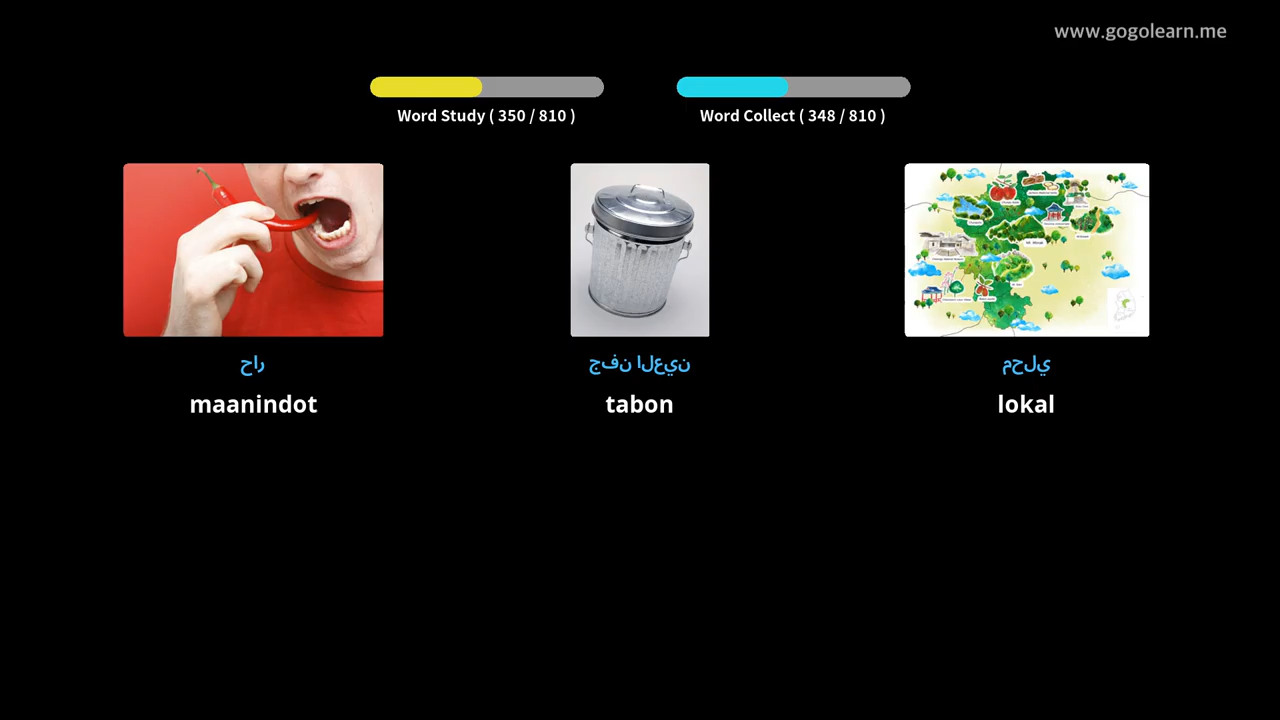 www.gogolearn.me
Word Study ( 350 / 810 )
Word Collect ( 348 / 810 )
حار
جفن العين
محلي
maanindot
tabon
lokal